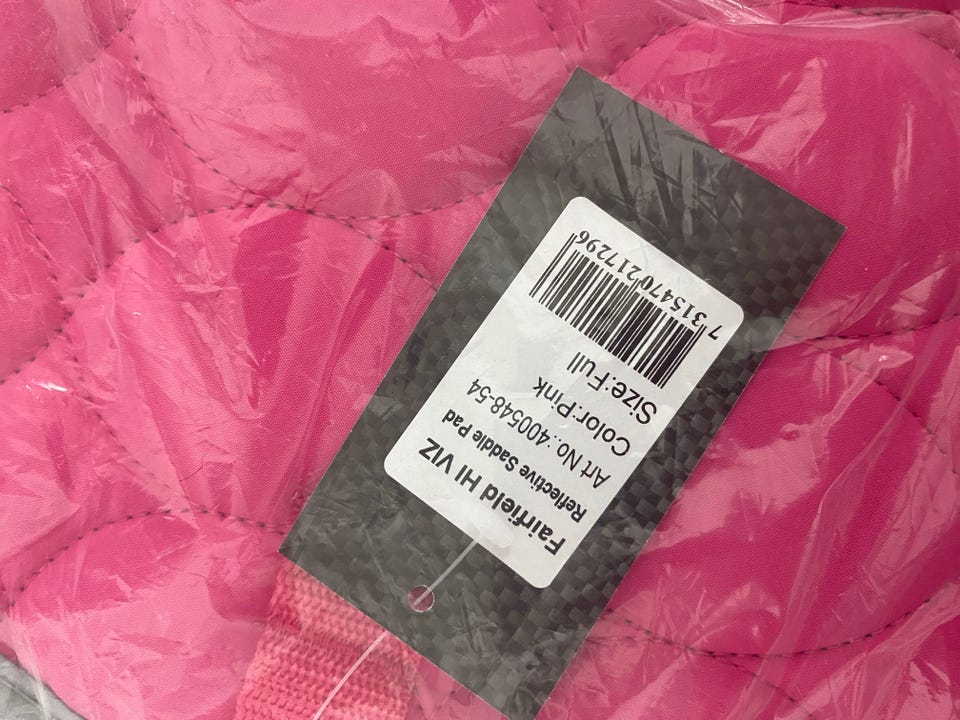 Fairfield HI VIZ
Reflective Saddle Pad
Art No.:400548-54
Color:Pink
Size:Full
7315470217296